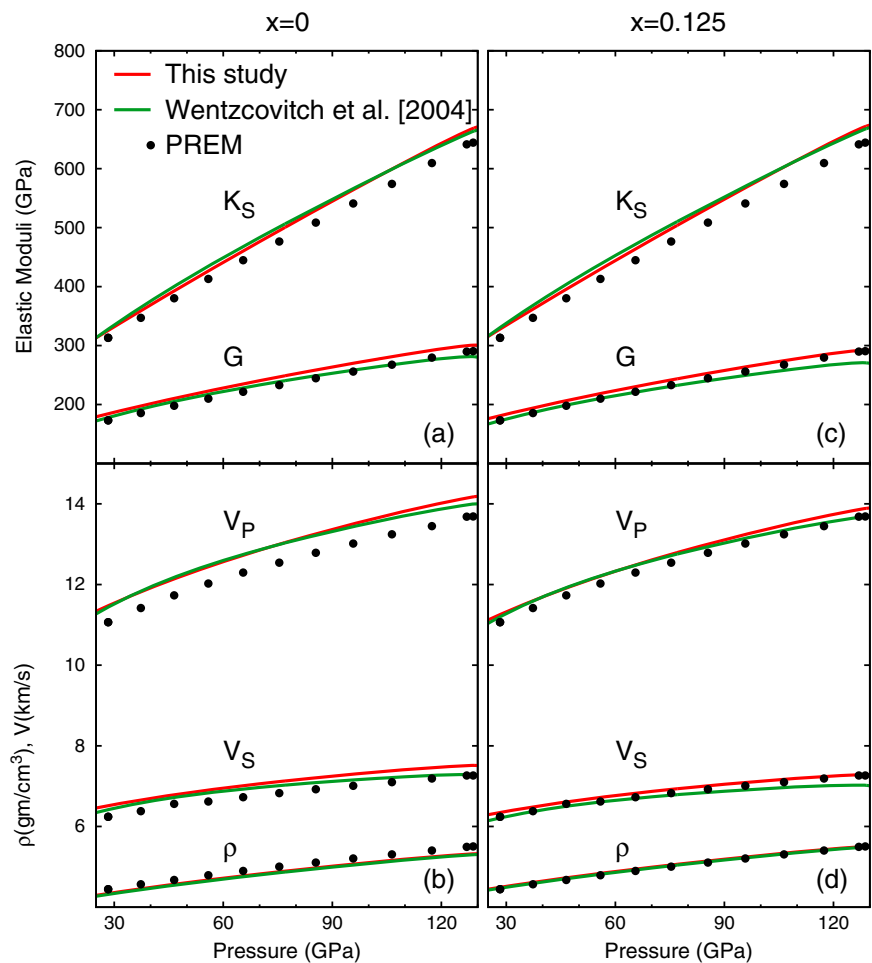 x=0 x=0.125
800
700
600
500
400
300
200
Elastic Moduli (GPa)
This study
Wentzcovitch et al. [2004]
PREM
K_S
G
(a)
K_S
G
(c)
14
12
10
8
6
ρ(gm/cm³), V(km/s)
V_P
V_S
ρ
(b)
V_P
V_S
ρ
(d)
30 60 90 120 30 60 90 120
Pressure (GPa) Pressure (GPa)